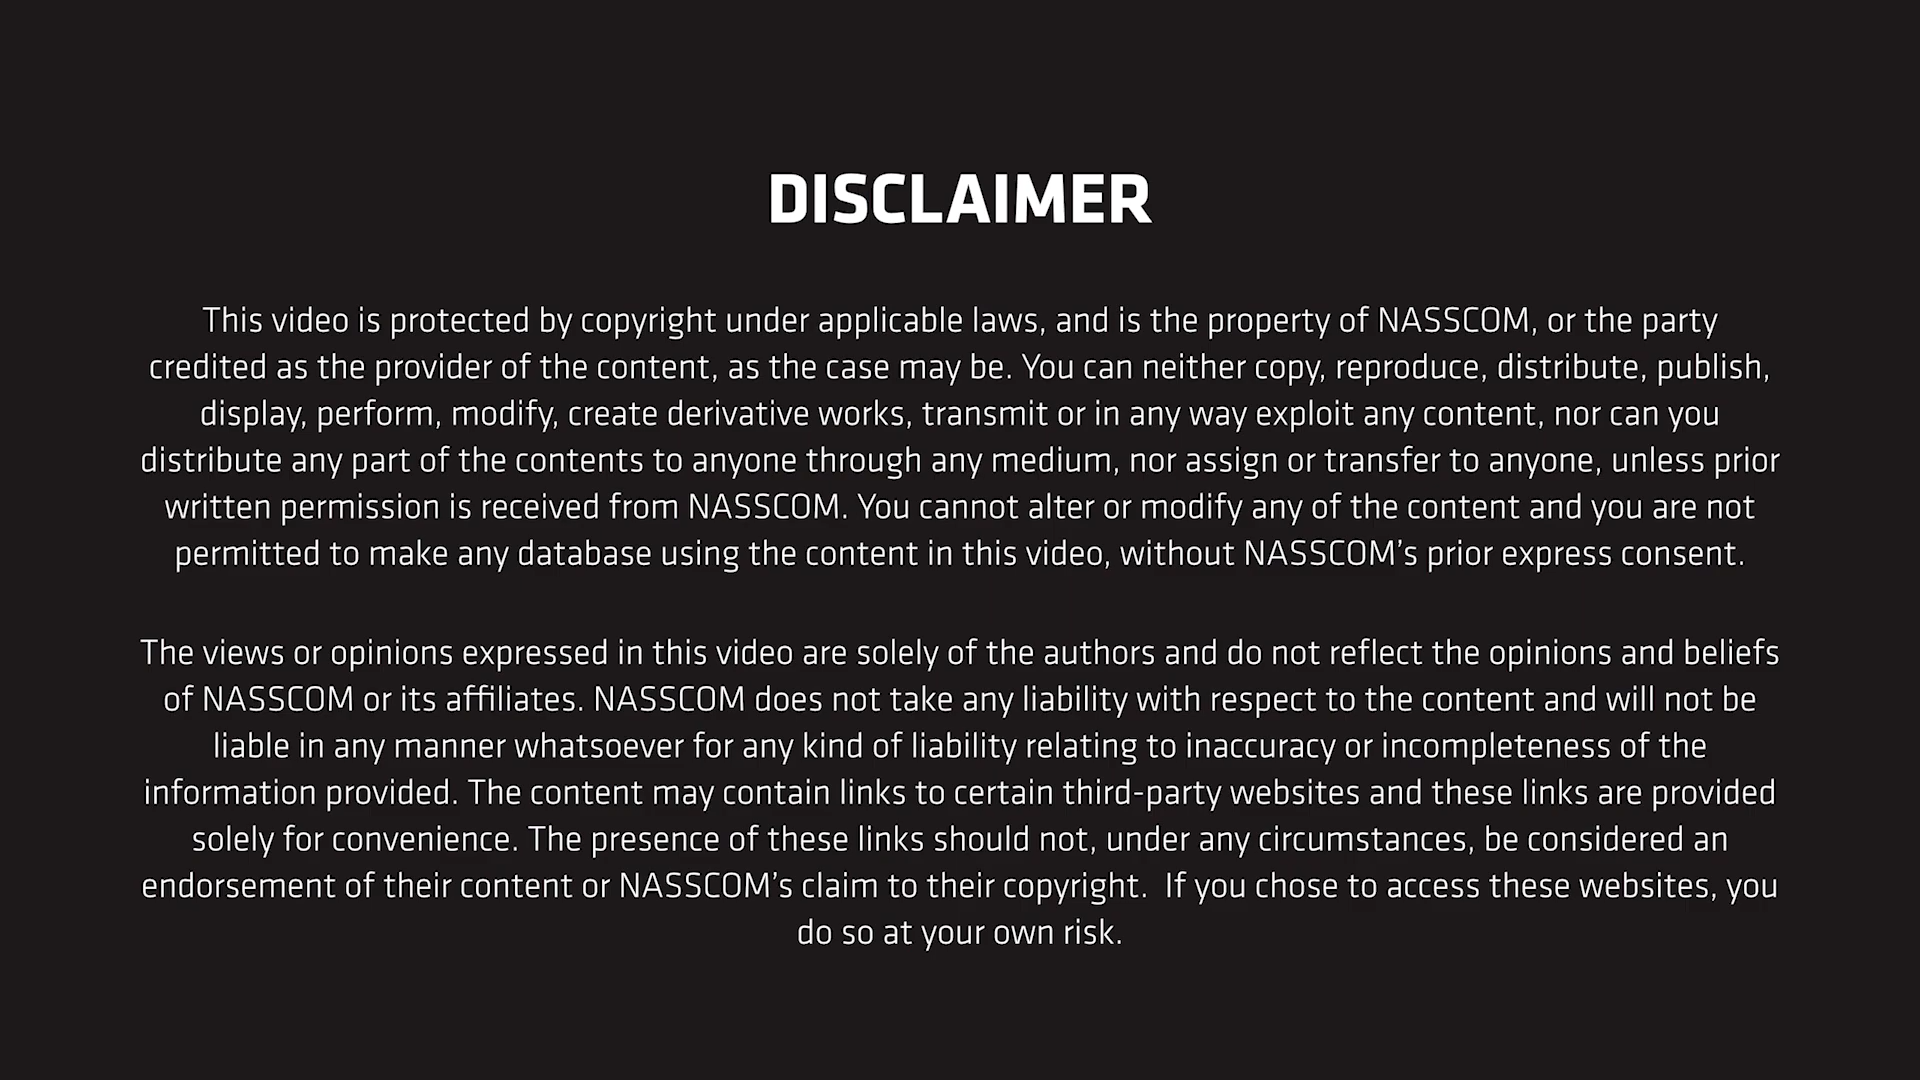 DISCLAIMER
This video is protected by copyright under applicable laws, and is the property of NASSCOM, or the party
credited as the provider of the content, as the case may be. You can neither copy, reproduce, distribute, publish,
display, perform, modify, create derivative works, transmit or in any way exploit any content, nor can you
distribute any part of the contents to anyone through any medium, nor assign or transfer to anyone, unless prior
written permission is received from NASSCOM. You cannot alter or modify any of the content and you are not
permitted to make any database using the content in this video, without NASSCOM’s prior express consent.
The views or opinions expressed in this video are solely of the authors and do not reflect the opinions and beliefs
of NASSCOM or its affiliates. NASSCOM does not take any liability with respect to the content and will not be
liable in any manner whatsoever for any kind of liability relating to inaccuracy or incompleteness of the
information provided. The content may contain links to certain third-party websites and these links are provided
solely for convenience. The presence of these links should not, under any circumstances, be considered an
endorsement of their content or NASSCOM’s claim to their copyright.  If you chose to access these websites, you
do so at your own risk.